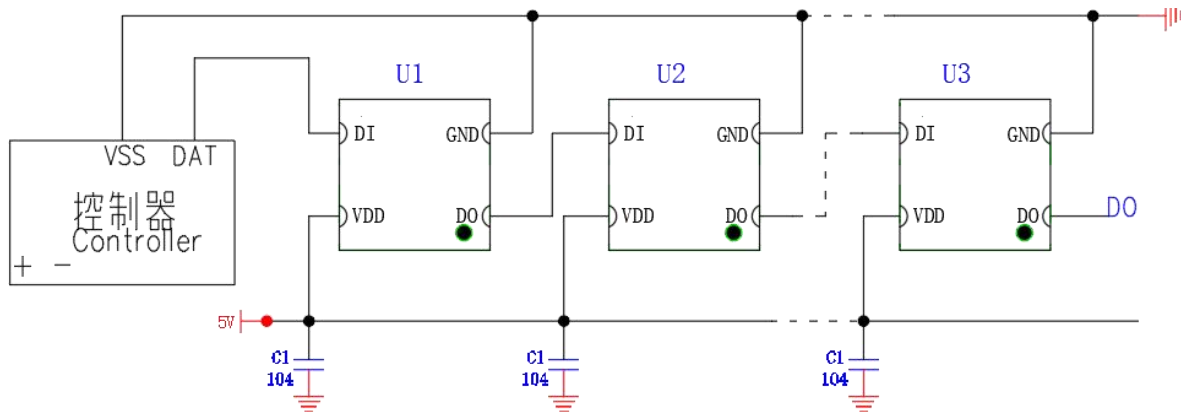 U1
U2
U3
DI
GND
DI
GND
DI
GND
VSS DAT
控制器
Controller
+ -
VDD
DO
VDD
DO
VDD
DO
DO
5V
C1
104
C1
104
C1
104